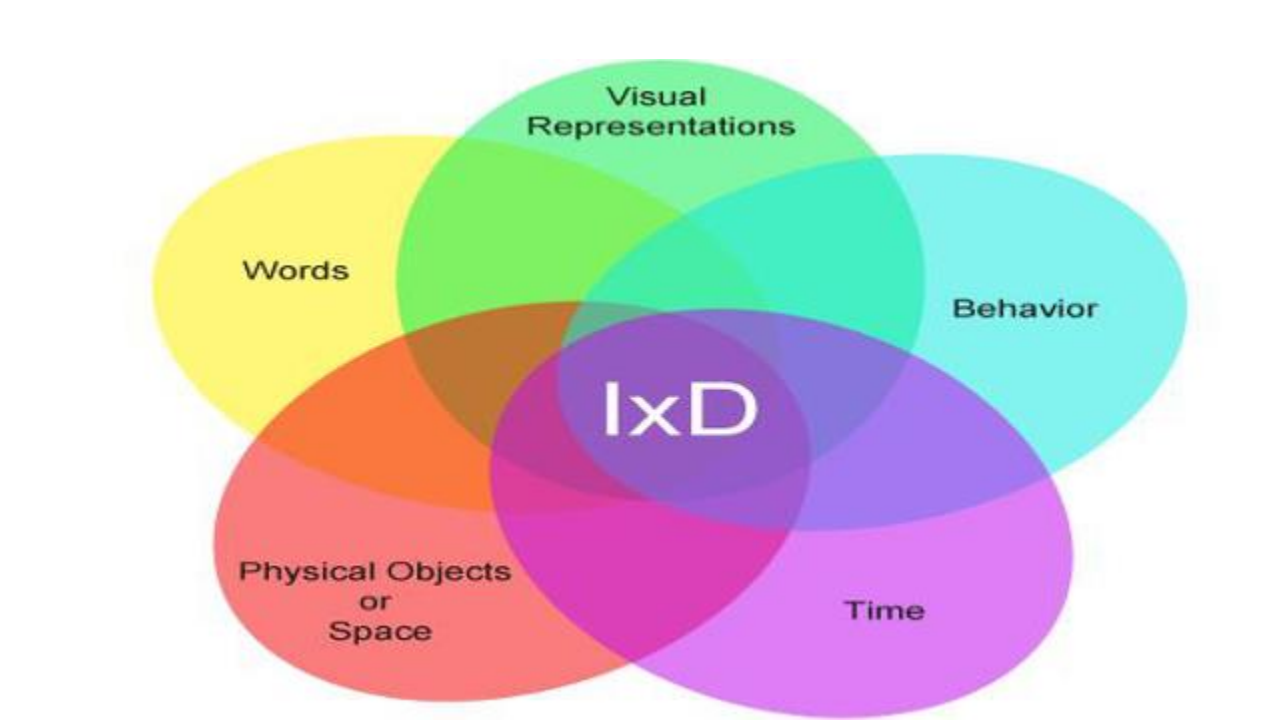 Visual
Representations
Words
Behavior
IxD
Physical Objects
or
Space
Time